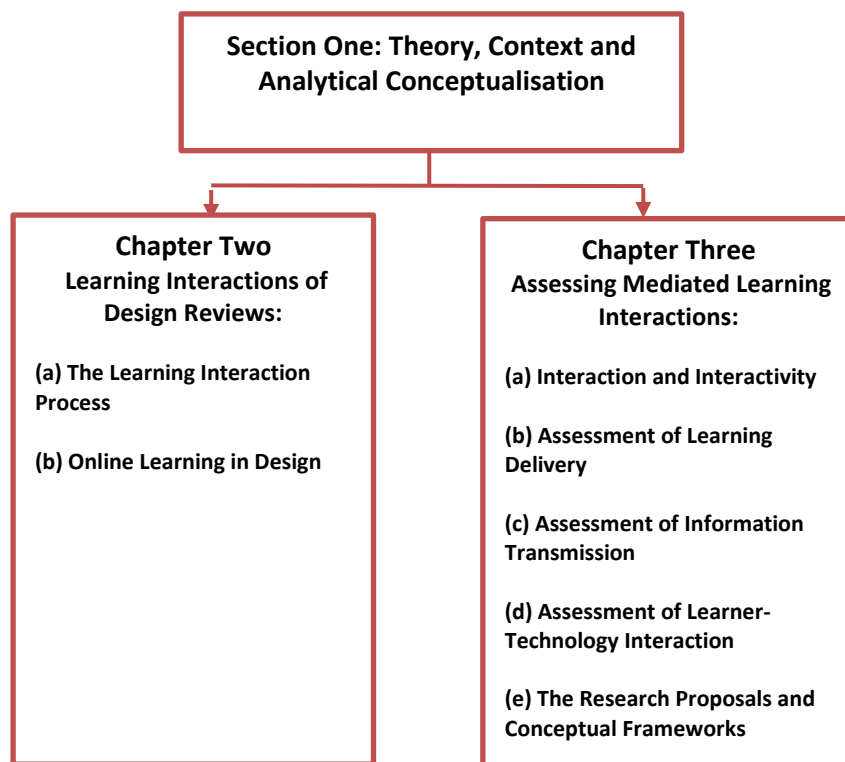 Section One: Theory, Context and
Analytical Conceptualisation
Chapter Two
Learning Interactions of
Design Reviews:
(a) The Learning Interaction
Process
(b) Online Learning in Design
Chapter Three
Assessing Mediated Learning
Interactions:
(a) Interaction and Interactivity
(b) Assessment of Learning
Delivery
(c) Assessment of Information
Transmission
(d) Assessment of Learner-
Technology Interaction
(e) The Research Proposals and
Conceptual Frameworks